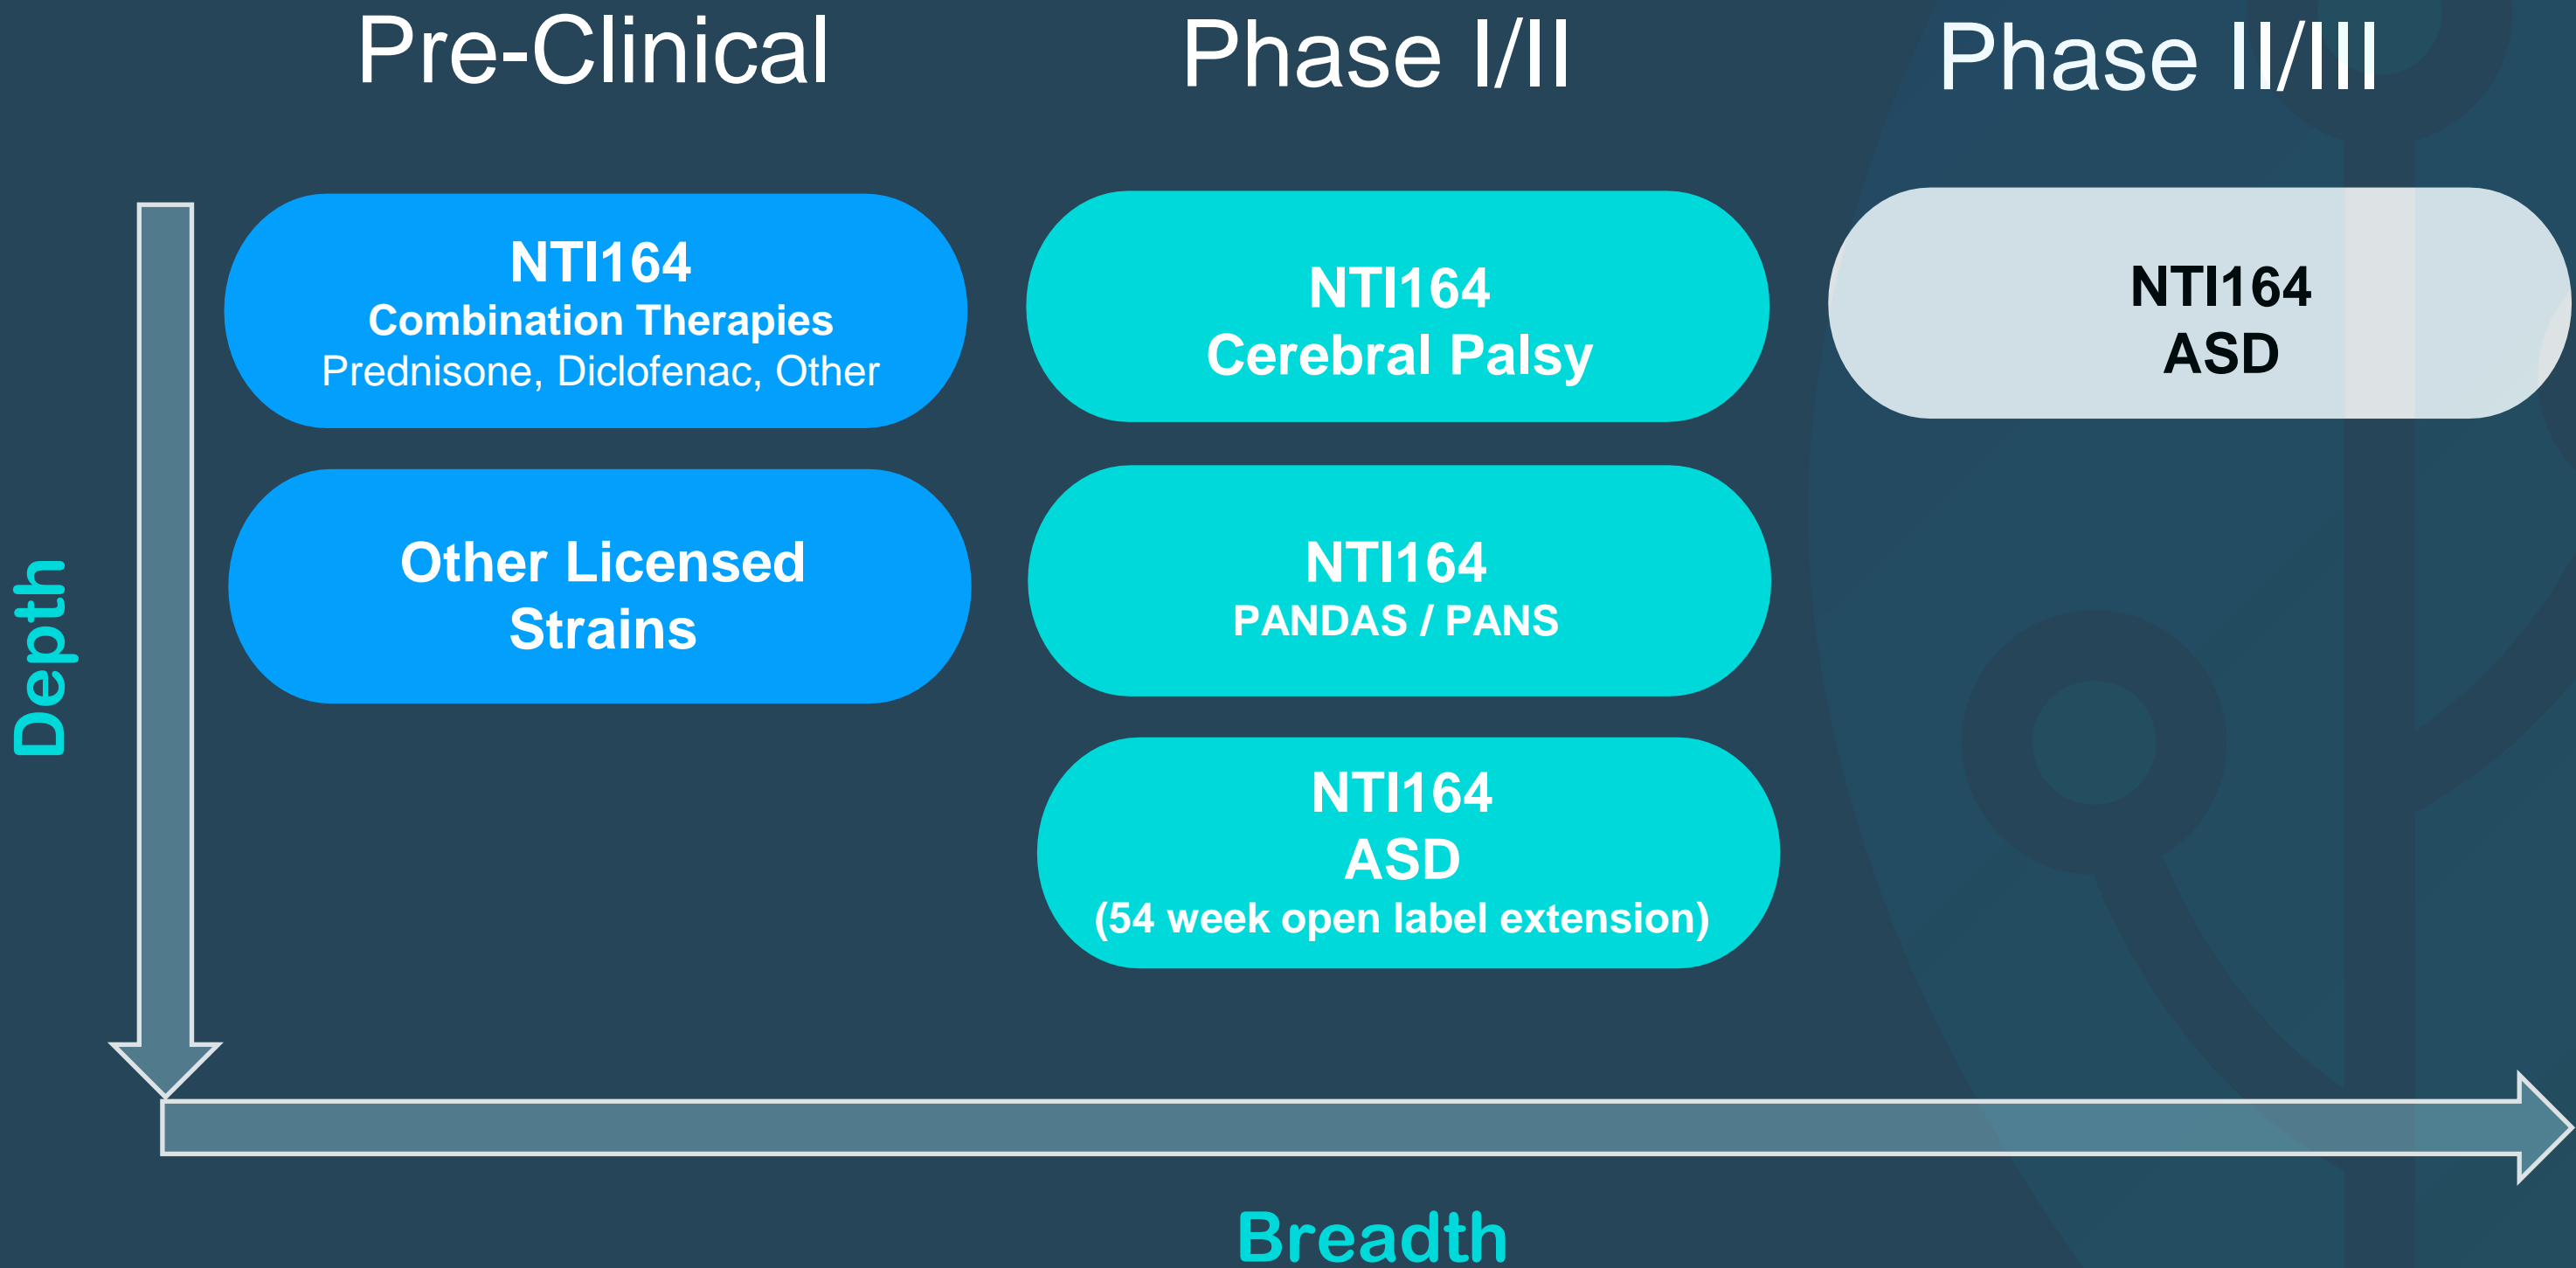 Pre-Clinical
Phase I/II
Phase II/III
NTI164
Combination Therapies
Prednisone, Diclofenac, Other
NTI164
Cerebral Palsy
NTI164
ASD
Other Licensed
Strains
NTI164
PANDAS / PANS
NTI164
ASD
(54 week open label extension)
Depth
Breadth